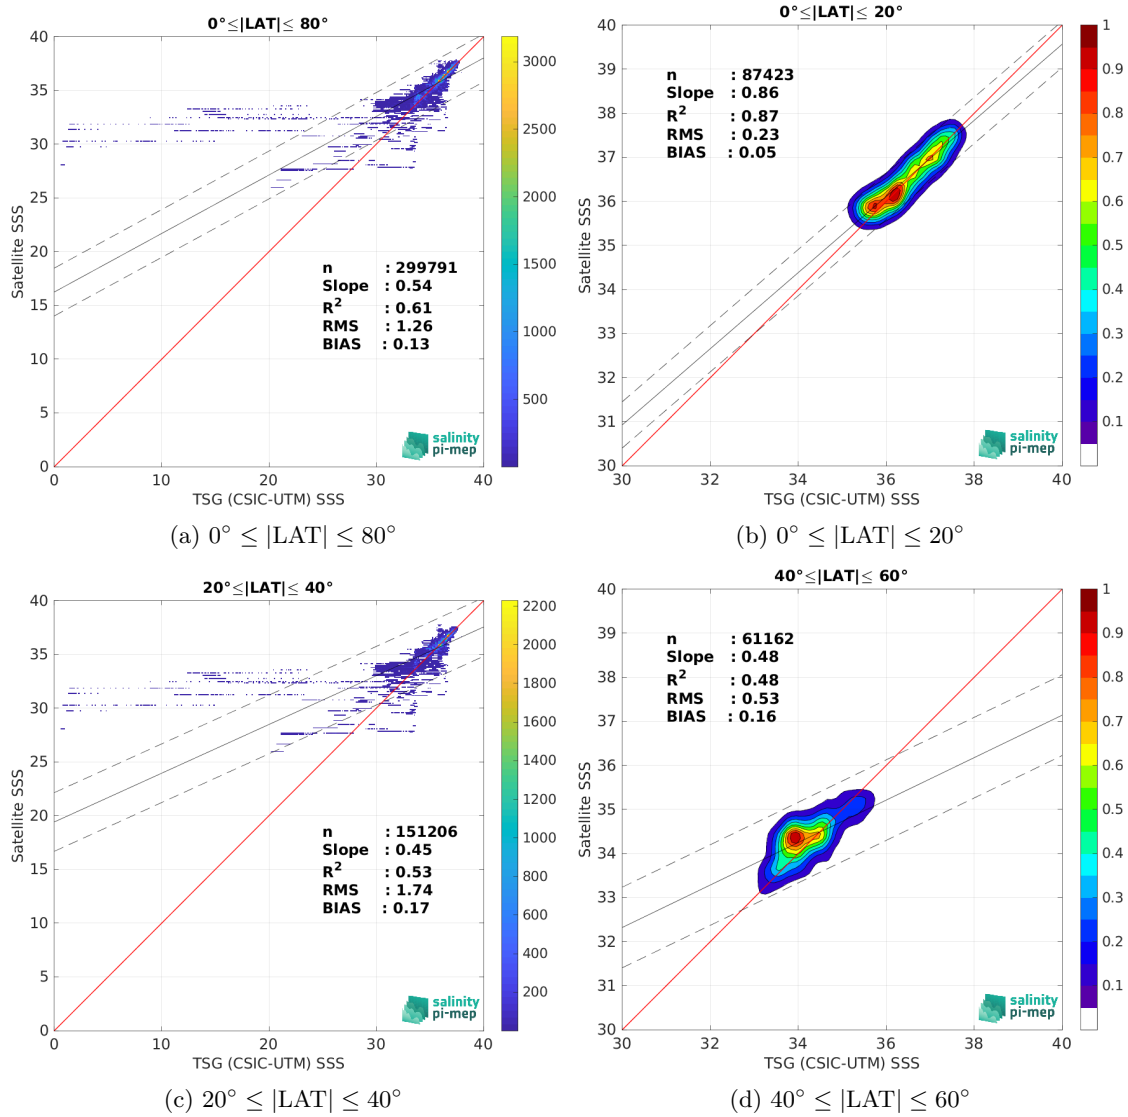 0°≤|LAT|≤ 80°
40
35
30
25
20
15
10
5
0
Satellite SSS
n : 299791
Slope : 0.54
R² : 0.61
RMS : 1.26
BIAS : 0.13
salinity
pi-mep
0 10 20 30 40
TSG (CSIC-UTM) SSS
3000
2500
2000
1500
1000
500
(a) 0° ≤ |LAT| ≤ 80°
0°≤|LAT|≤ 20°
40
39
38
37
36
35
34
33
32
31
30
Satellite SSS
n : 87423
Slope : 0.86
R² : 0.87
RMS : 0.23
BIAS : 0.05
salinity
pi-mep
30 32 34 36 38 40
TSG (CSIC-UTM) SSS
1
0.9
0.8
0.7
0.6
0.5
0.4
0.3
0.2
0.1
(b) 0° ≤ |LAT| ≤ 20°
20°≤|LAT|≤ 40°
40
35
30
25
20
15
10
5
0
Satellite SSS
n : 151206
Slope : 0.45
R² : 0.53
RMS : 1.74
BIAS : 0.17
salinity
pi-mep
0 10 20 30 40
TSG (CSIC-UTM) SSS
2200
2000
1800
1600
1400
1200
1000
800
600
400
200
(c) 20° ≤ |LAT| ≤ 40°
40°≤|LAT|≤ 60°
40
39
38
37
36
35
34
33
32
31
30
Satellite SSS
n : 61162
Slope : 0.48
R² : 0.48
RMS : 0.53
BIAS : 0.16
salinity
pi-mep
30 32 34 36 38 40
TSG (CSIC-UTM) SSS
1
0.9
0.8
0.7
0.6
0.5
0.4
0.3
0.2
0.1
(d) 40° ≤ |LAT| ≤ 60°